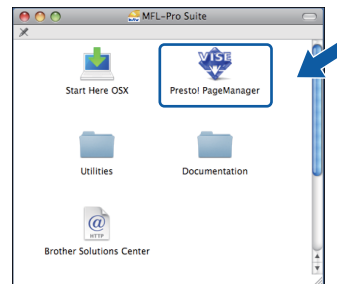 MFL-Pro Suite
VISE
Start Here OSX
Presto! PageManager
Utilities
Documentation
@
HTTP
Brother Solutions Center